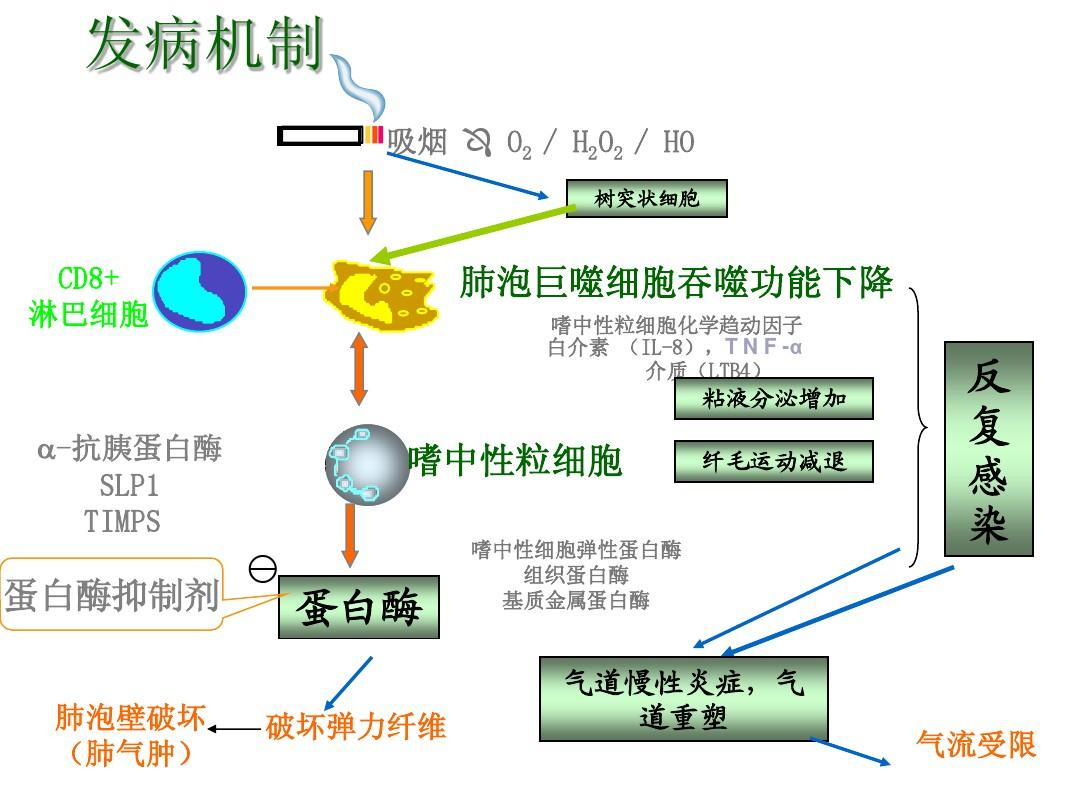 发病机制
吸烟 & O2 / H2O2 / HO
树突状细胞
CD8+
淋巴细胞
肺泡巨噬细胞吞噬功能下降
嗜中性粒细胞化学趋动因子
白介素 （IL-8），TNF-α
介质（LTB4）
粘液分泌增加
纤毛运动减退
反复感染
α-抗胰蛋白酶
SLP1
TIMPS
嗜中性粒细胞
嗜中性细胞弹性蛋白酶
组织蛋白酶
基质金属蛋白酶
蛋白酶抑制剂
蛋白酶
气道慢性炎症，气
道重塑
肺泡壁破坏
（肺气肿）
破坏弹力纤维
气流受限